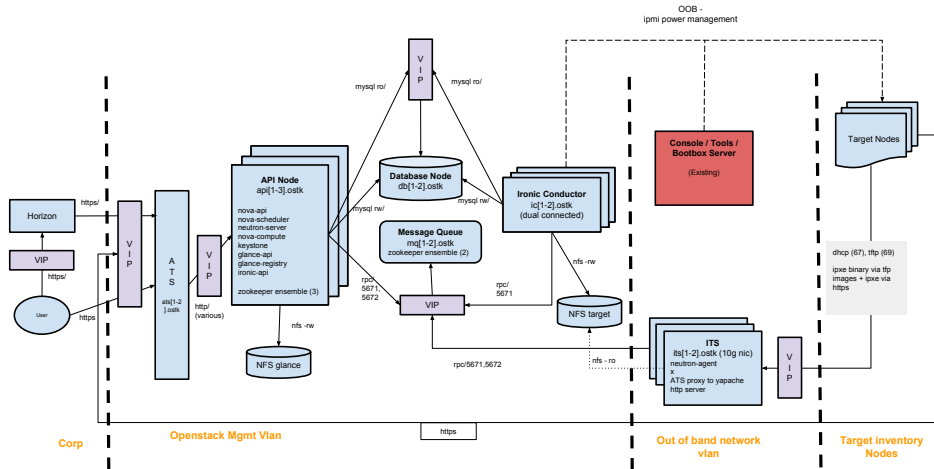 OOB -
ipmi power management
V
I
P
mysql ro/
mysql ro/
Target Nodes
Console / Tools /
Bootbox Server
(Existing)
API Node
api[1-3].ostk
nova-api
nova-scheduler
neutron-server
nova-compute
keystone
glance-api
glance-registry
ironic-api
zookeeper ensemble (3)
Database Node
db[1-2].ostk
mysql rw/
mysql rw/
Ironic Conductor
ic[1-2].ostk
(dual connected)
Message Queue
mq[1-2].ostk
zookeeper ensemble (2)
https/
Horizon
VIP
https/
User
https
V
I
P
A
T
S
ats[1-2
].ostk
V
I
P
http/
(various)
rpc/
5671,
5672
VIP
rpc/
5671
nfs -rw
NFS target
nfs -rw
NFS glance
dhcp (67), tftp (69)
ipxe binary via tfp
images + ipxe via
https
rpc/5671,5672
nfs - ro
ITS
its[1-2].ostk (10g nic)
neutron-agent
x
ATS proxy to yapache
http server
V
I
P
https
Corp
Openstack Mgmt Vlan
Out of band network
vlan
Target inventory
Nodes